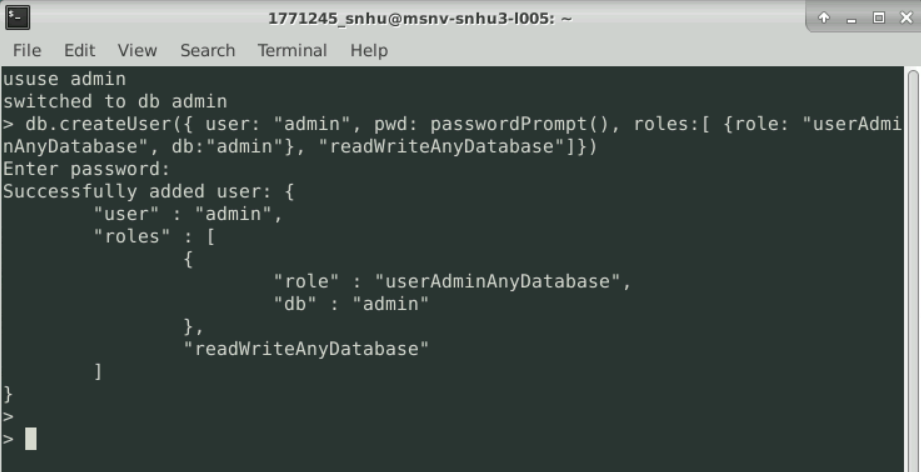 1771245_snhu@msnv-snhu3-l005: ~
File Edit View Search Terminal Help
ususe admin
switched to db admin
> db.createUser({ user: "admin", pwd: passwordPrompt(), roles:[ {role: "userAdmi
nAnyDatabase", db:"admin"}, "readWriteAnyDatabase"]})
Enter password:
Successfully added user: {
        "user" : "admin",
        "roles" : [
                {
                        "role" : "userAdminAnyDatabase",
                        "db" : "admin"
                },
                "readWriteAnyDatabase"
        ]
}
>
>